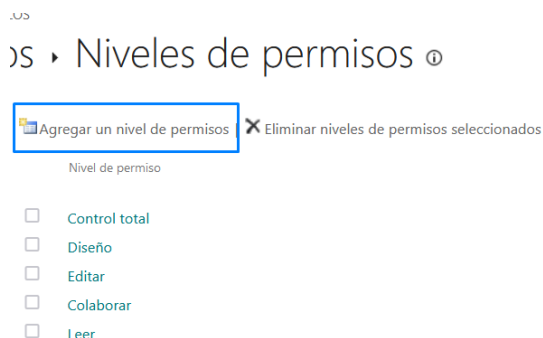 os ▸ Niveles de permisos
Agregar un nivel de permisos | Eliminar niveles de permisos seleccionados
Nivel de permiso
Control total
Diseño
Editar
Colaborar
Leer